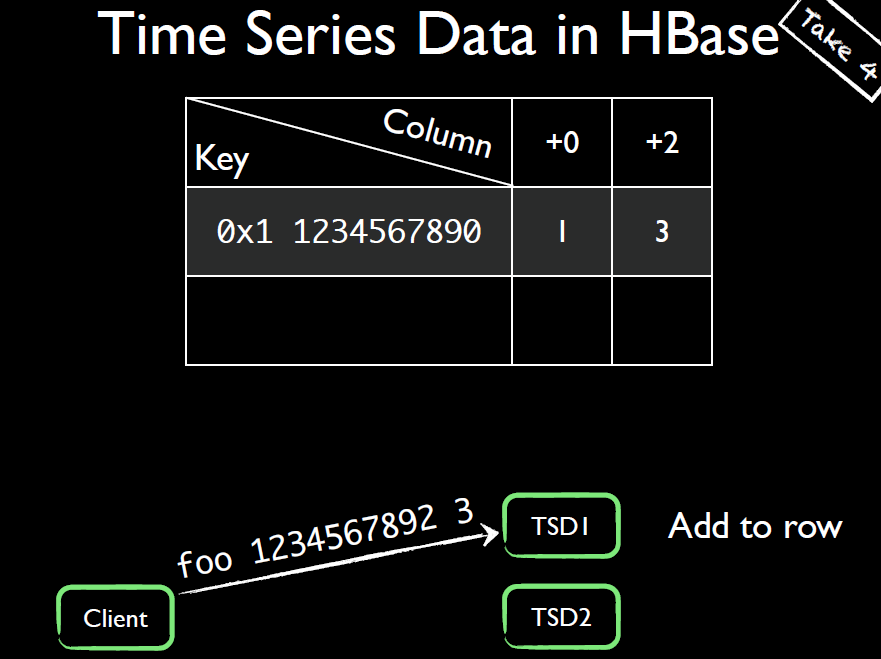 Time Series Data in HBase
Take 4
Column
Key
+0
+2
0x1 1234567890
1
3
foo 1234567892 3
TSD1
Add to row
Client
TSD2